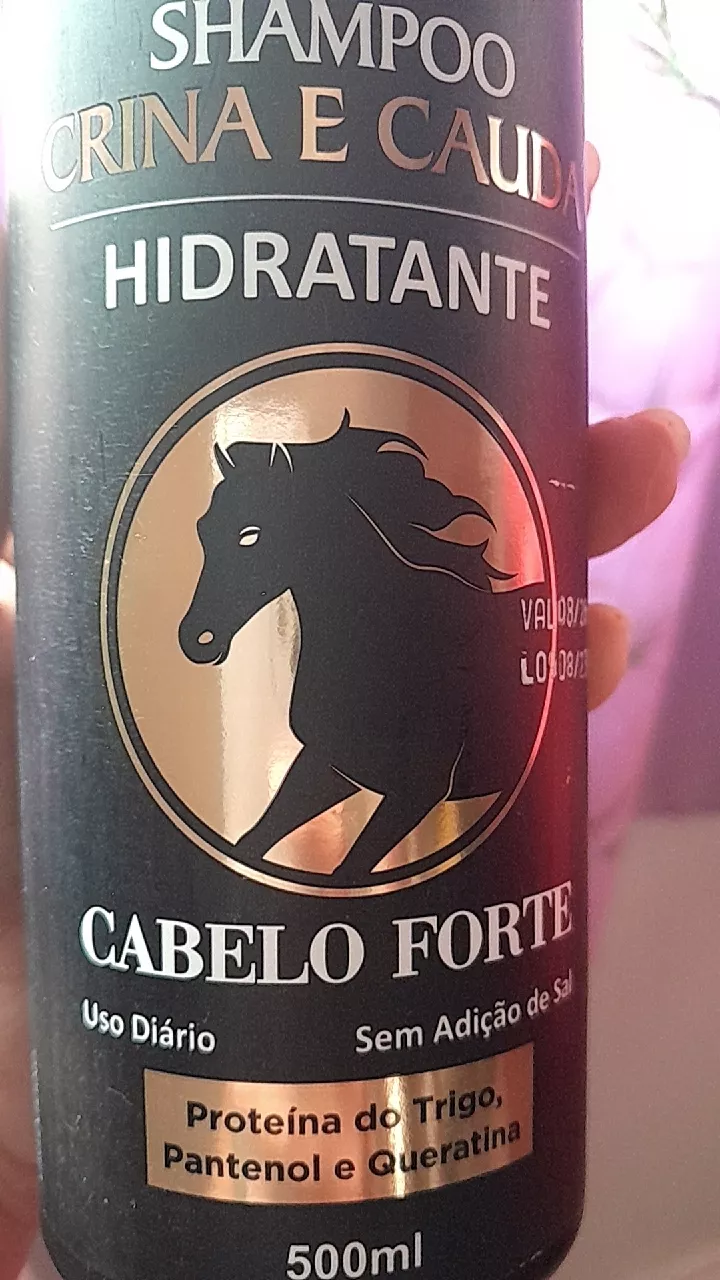 SHAMPOO
CRINA E CAUDA
HIDRATANTE
CABELO FORTE
Uso Diário
Sem Adição de Sal
Proteína do Trigo,
Pantenol e Queratina
500ml